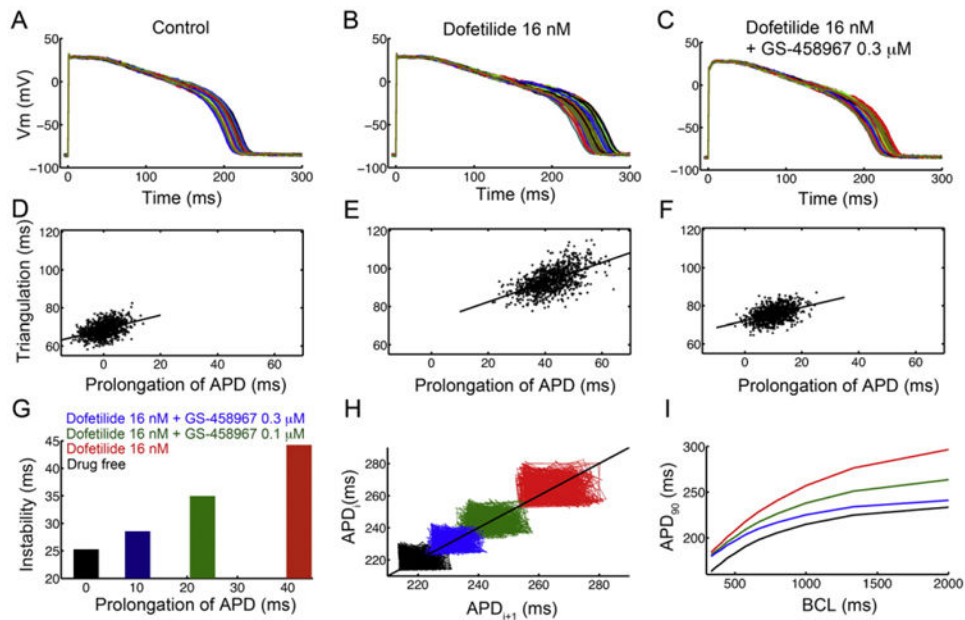 A
Control
B
Dofetilide 16 nM
C
Dofetilide 16 nM
+ GS-458967 0.3 μM
Vm (mV)
50
0
−50
−100
0 100 200 300
Time (ms)
50
0
−50
−100
0 100 200 300
Time (ms)
50
0
−50
−100
0 100 200 300
Time (ms)
D
Triangulation (ms)
120
100
80
60
0 20 40 60
Prolongation of APD (ms)
E
120
100
80
60
0 20 40 60
Prolongation of APD (ms)
F
120
100
80
60
0 20 40 60
Prolongation of APD (ms)
G
Dofetilide 16 nM + GS-458967 0.3 μM
Dofetilide 16 nM + GS-458967 0.1 μM
Dofetilide 16 nM
Drug free
Instability (ms)
45
40
35
30
25
20
0 10 20 30 40
Prolongation of APD (ms)
H
APDi(ms)
280
260
240
220
220 240 260 280
APDi+1 (ms)
I
APD90 (ms)
300
250
200
500 1000 1500 2000
BCL (ms)